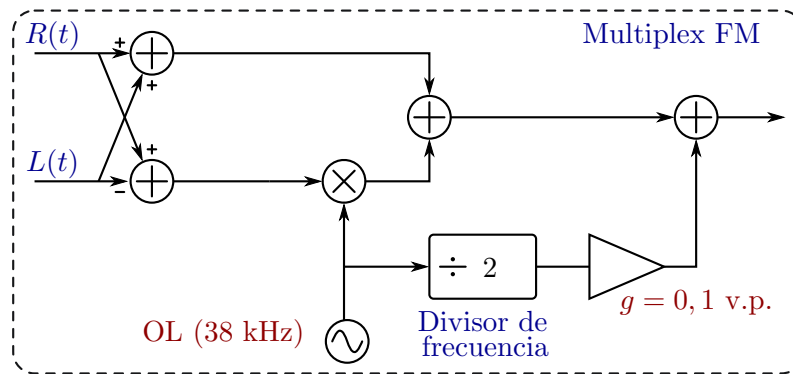 R(t)
Multiplex FM
+
+
L(t)
+
−
÷ 2
g = 0, 1 v.p.
OL (38 kHz)
Divisor de
frecuencia